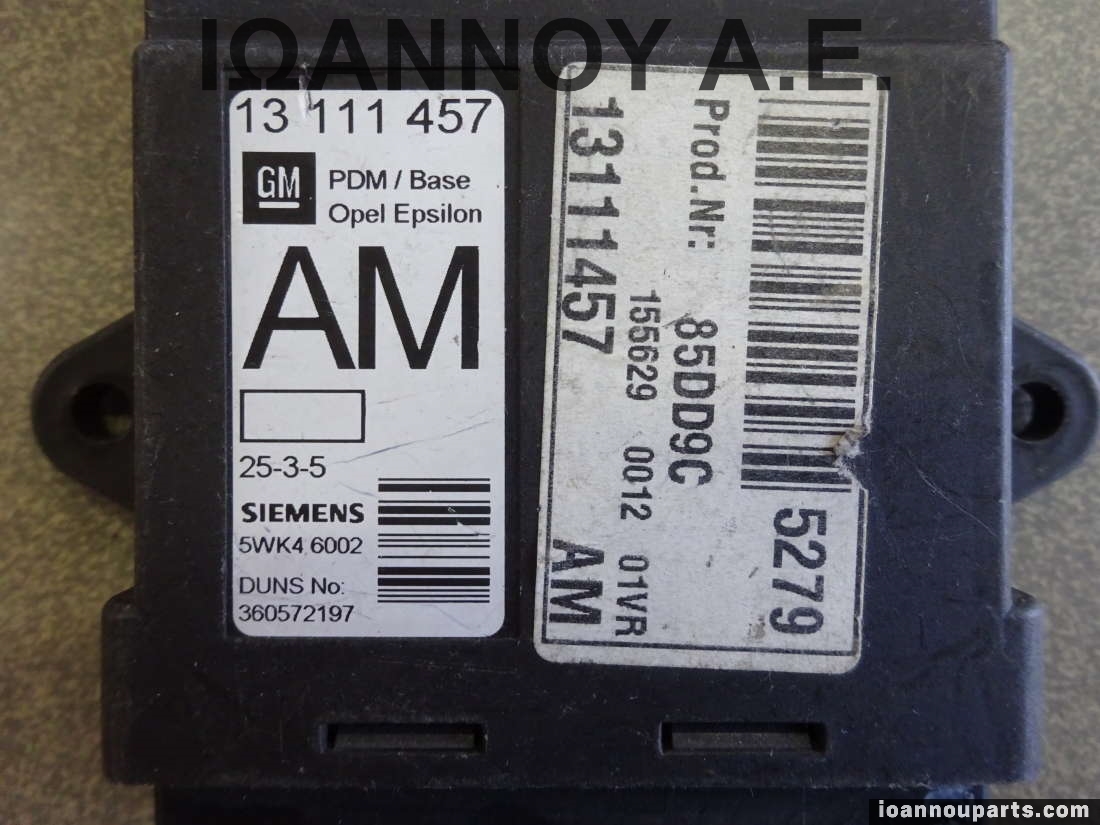 ΙΩΑΝΝΟΥ Α.Ε.
13 111 457
GM
PDM / Base
Opel Epsilon
AM
25-3-5
SIEMENS
5WK4 6002
DUNS No:
360572197
5279
Prod.Nr: 85DD9C
155629 0012 01VR
13111457 AM
ioannouparts.com